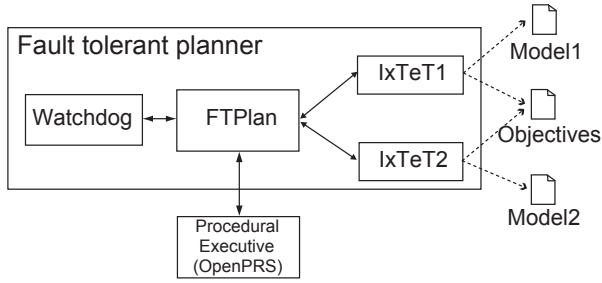 Fault tolerant planner
Watchdog
FTPlan
IxTeT1
IxTeT2
Model1
Objectives
Model2
Procedural
Executive
(OpenPRS)